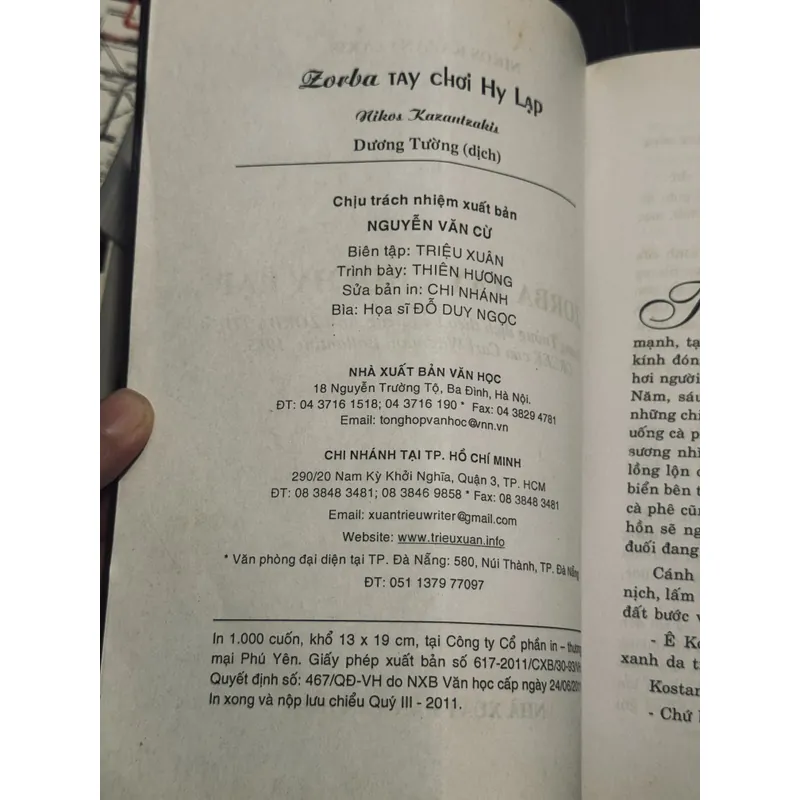 Zorba TAY CHƠI HY LẠP
Nikos Kazantzakis
Dương Tường (dịch)
Chịu trách nhiệm xuất bản
NGUYỄN VĂN CỪ
Biên tập: TRIỆU XUÂN
Trình bày: THIÊN HƯƠNG
Sửa bản in: CHI NHÁNH
Bìa: Họa sĩ ĐỖ DUY NGỌC
NHÀ XUẤT BẢN VĂN HỌC
18 Nguyễn Trường Tộ, Ba Đình, Hà Nội.
ĐT: 04 3716 1518; 04 3716 190 * Fax: 04 3829 4781
Email: tonghopvanhoc@vnn.vn
CHI NHÁNH TẠI TP. HỒ CHÍ MINH
290/20 Nam Kỳ Khởi Nghĩa, Quận 3, TP. HCM
ĐT: 08 3848 3481; 08 3846 9858 * Fax: 08 3848 3481
Email: xuantrieuwriter@gmail.com
Website: www.trieuxuan.info
* Văn phòng đại diện tại TP. Đà Nẵng: 580, Núi Thành, TP. Đà Nẵng
ĐT: 051 1379 77097
In 1.000 cuốn, khổ 13 x 19 cm, tại Công ty Cổ phần in – thương
mại Phú Yên. Giấy phép xuất bản số 617-2011/CXB/30-93/VH
Quyết định số: 467/QĐ-VH do NXB Văn học cấp ngày 24/06/2011
In xong và nộp lưu chiểu Quý III - 2011.
mạnh, tạ
kính đón
hơi người
Năm, sáu
những chi
uống cà p
sương nhì
lồng lộn c
biển bên t
cà phê cũn
hồn sẽ ng
đuối đang
Cánh
nịch, lấm
đất bước v
- Ê Ko
xanh da t
Kostan
- Chứ